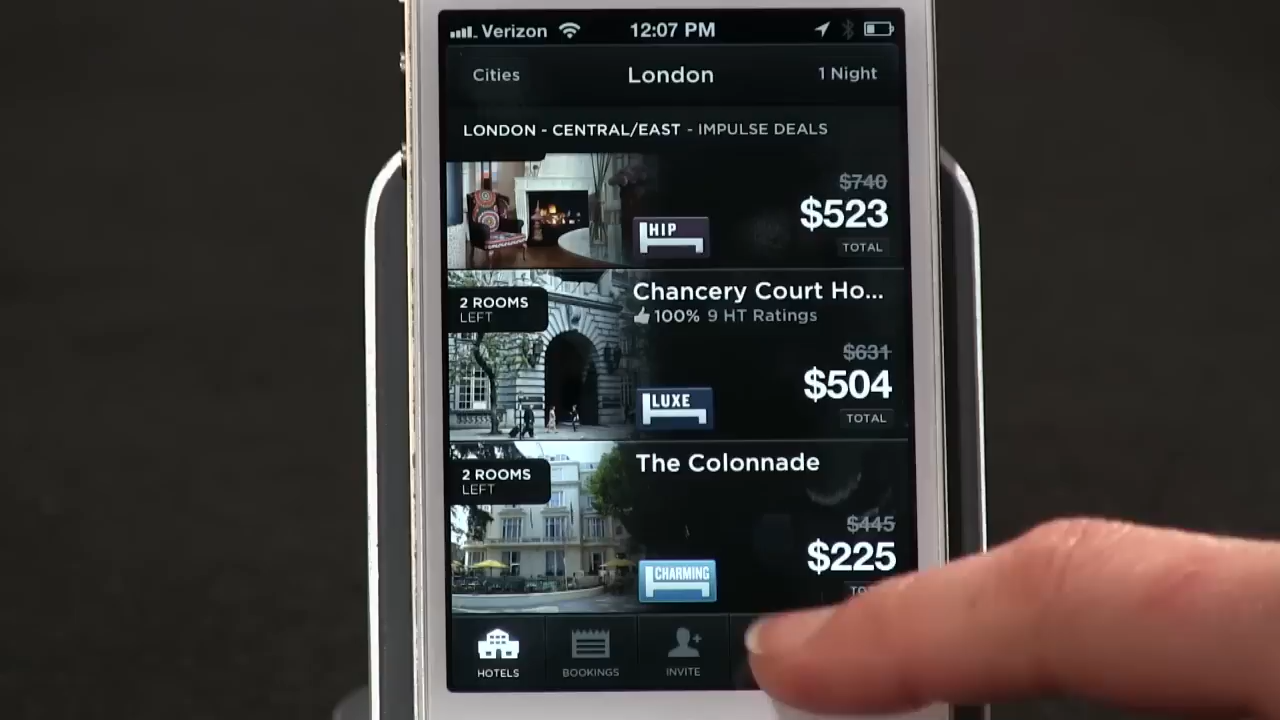 Verizon 12:07 PM
Cities London 1 Night
LONDON - CENTRAL/EAST - IMPULSE DEALS
$740
$523
HIP
TOTAL
2 ROOMS
LEFT
Chancery Court Ho...
100% 9 HT Ratings
$631
$504
LUXE
TOTAL
2 ROOMS
LEFT
The Colonnade
$445
$225
CHARMING
HOTELS BOOKINGS INVITE